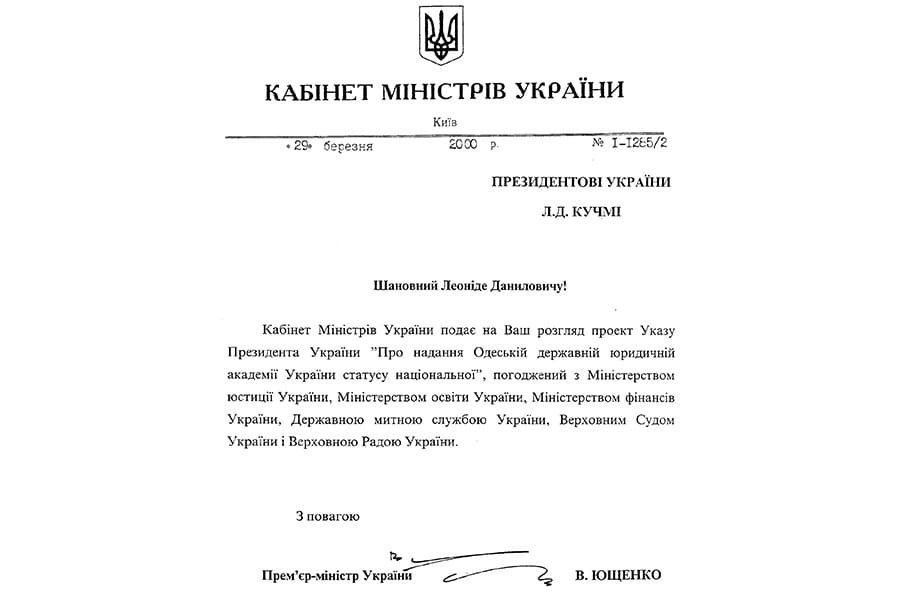 КАБІНЕТ МІНІСТРІВ УКРАЇНИ
Київ
« 29» березня 2000 р. № І-І285/2
ПРЕЗИДЕНТОВІ УКРАЇНИ
Л.Д. КУЧМІ
Шановний Леоніде Даниловичу!
Кабінет Міністрів України подає на Ваш розгляд проект Указу
Президента України ”Про надання Одеській державній юридичній
академії України статусу національної”, погоджений з Міністерством
юстиції України, Міністерством освіти України, Міністерством фінансів
України, Державною митною службою України, Верховним Судом
України і Верховною Радою України.
З повагою
Прем’єр-міністр України В. ЮЩЕНКО